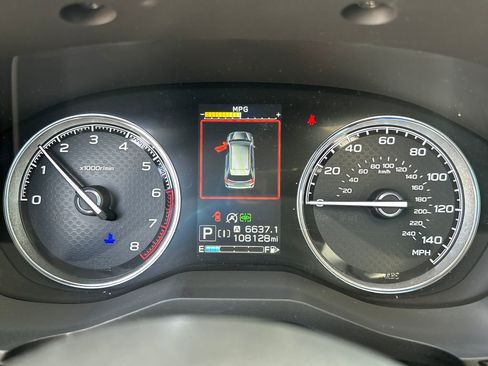 MPG
- +
0 1 2 3 4 5 6 7 8
x1000r/min
P [ ] A 6637.1
108128mi
E F
20 40 60 80 100 120 140
MPH
20 40 60 80 100 120 140 160 180 200 220 240
km/h